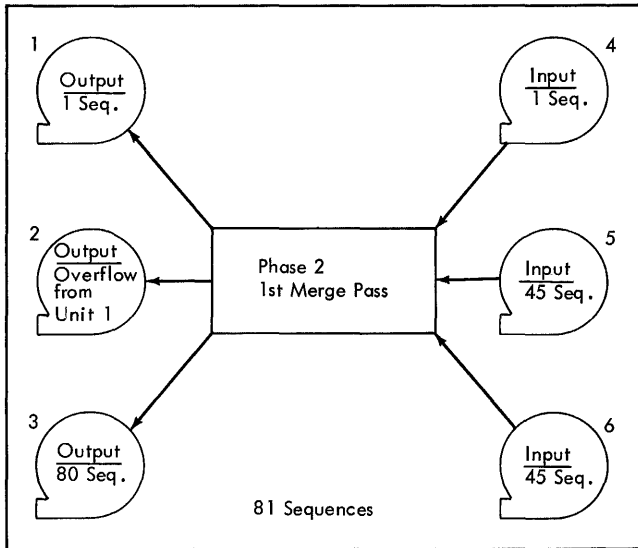 1
Output
1 Seq.
4
Input
1 Seq.
2
Output
Overflow
from
Unit 1
Phase 2
1st Merge Pass
5
Input
45 Seq.
3
Output
80 Seq.
6
Input
45 Seq.
81 Sequences